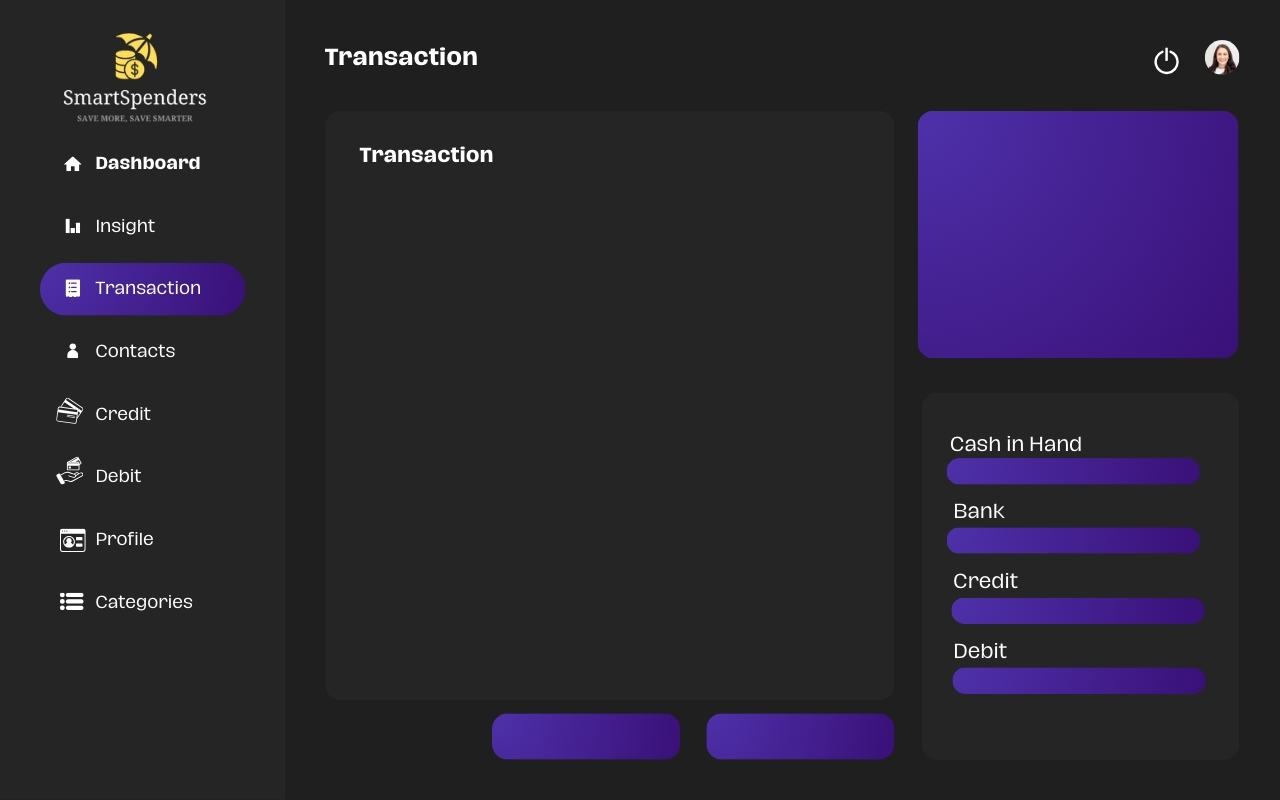 SmartSpenders
SAVE MORE, SAVE SMARTER
Dashboard
Insight
Transaction
Contacts
Credit
Debit
Profile
Categories
Transaction
Transaction
Cash in Hand
Bank
Credit
Debit